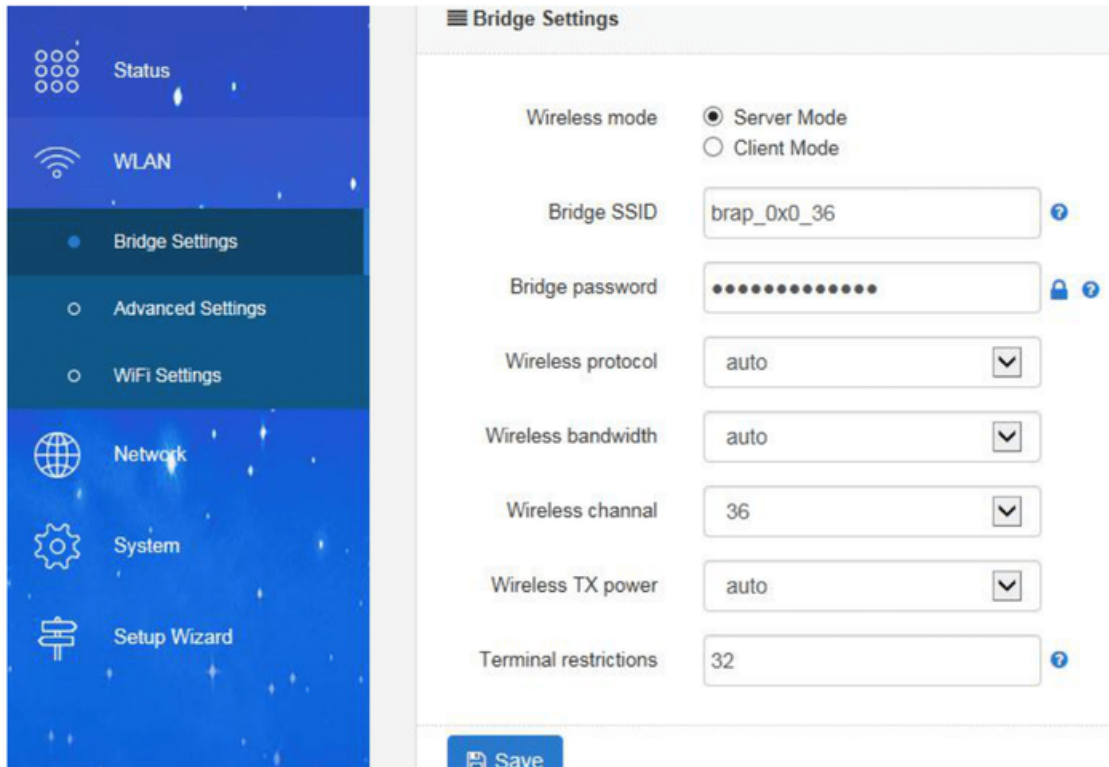 Status
WLAN
Bridge Settings
Advanced Settings
WiFi Settings
Network
System
Setup Wizard
Bridge Settings
Wireless mode
Server Mode
Client Mode
Bridge SSID
brap_0x0_36
Bridge password
•••••••••••••
Wireless protocol
auto
Wireless bandwidth
auto
Wireless channal
36
Wireless TX power
auto
Terminal restrictions
32
Save